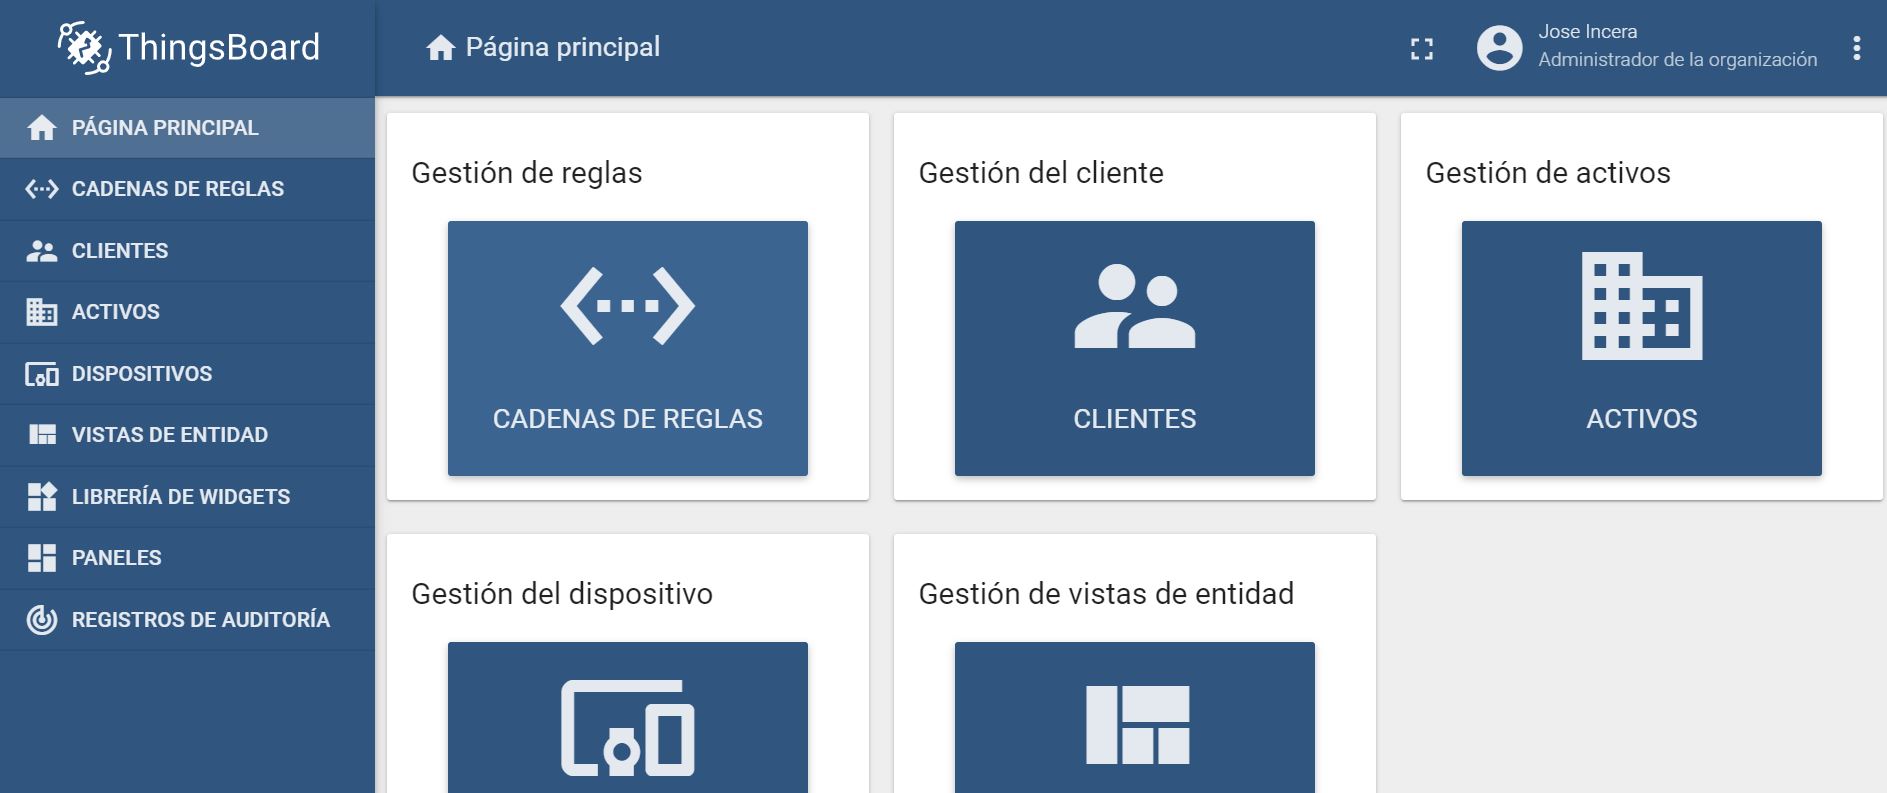 ThingsBoard
Página principal
Jose Incera
Administrador de la organización
PÁGINA PRINCIPAL
CADENAS DE REGLAS
CLIENTES
ACTIVOS
DISPOSITIVOS
VISTAS DE ENTIDAD
LIBRERÍA DE WIDGETS
PANELES
REGISTROS DE AUDITORÍA
Gestión de reglas
CADENAS DE REGLAS
Gestión del cliente
CLIENTES
Gestión de activos
ACTIVOS
Gestión del dispositivo
Gestión de vistas de entidad